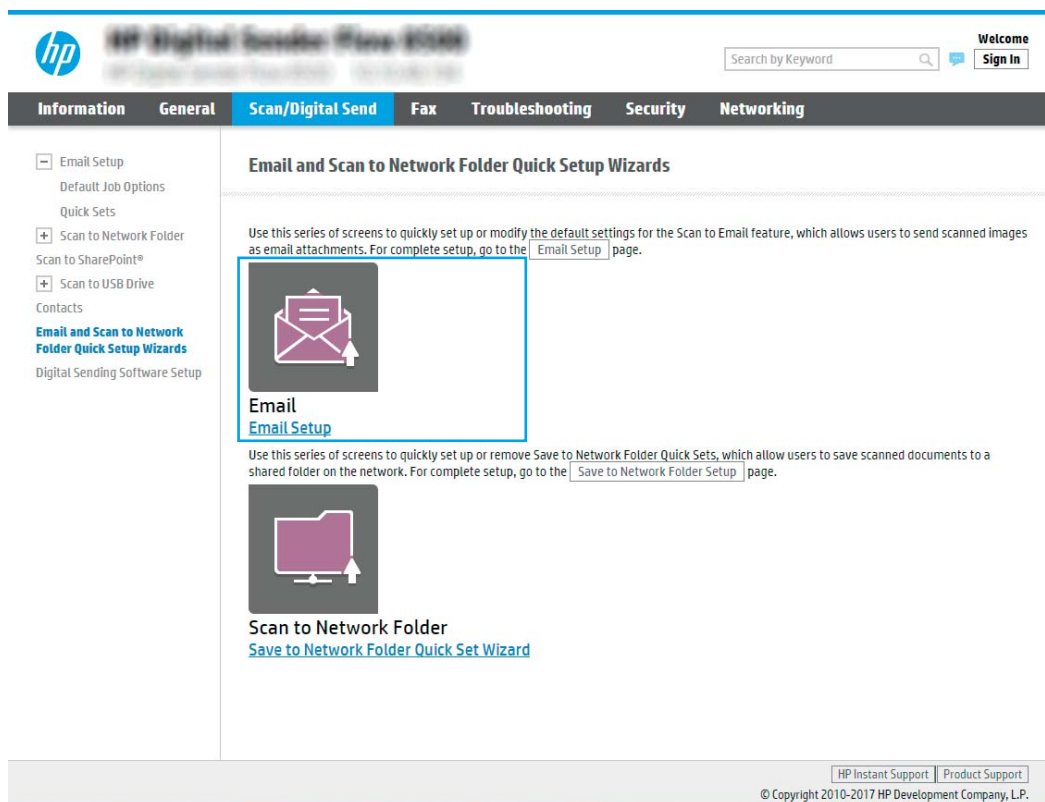 hp
Welcome
Search by Keyword
Sign In
Information General Scan/Digital Send Fax Troubleshooting Security Networking
Email Setup
Default Job Options
Quick Sets
Scan to Network Folder
Scan to SharePoint®
Scan to USB Drive
Contacts
Email and Scan to Network
Folder Quick Setup Wizards
Digital Sending Software Setup
Email and Scan to Network Folder Quick Setup Wizards
Use this series of screens to quickly set up or modify the default settings for the Scan to Email feature, which allows users to send scanned images
as email attachments. For complete setup, go to the Email Setup page.
Email
Email Setup
Use this series of screens to quickly set up or remove Save to Network Folder Quick Sets, which allow users to save scanned documents to a
shared folder on the network. For complete setup, go to the Save to Network Folder Setup page.
Scan to Network Folder
Save to Network Folder Quick Set Wizard
HP Instant Support Product Support
© Copyright 2010-2017 HP Development Company, L.P.